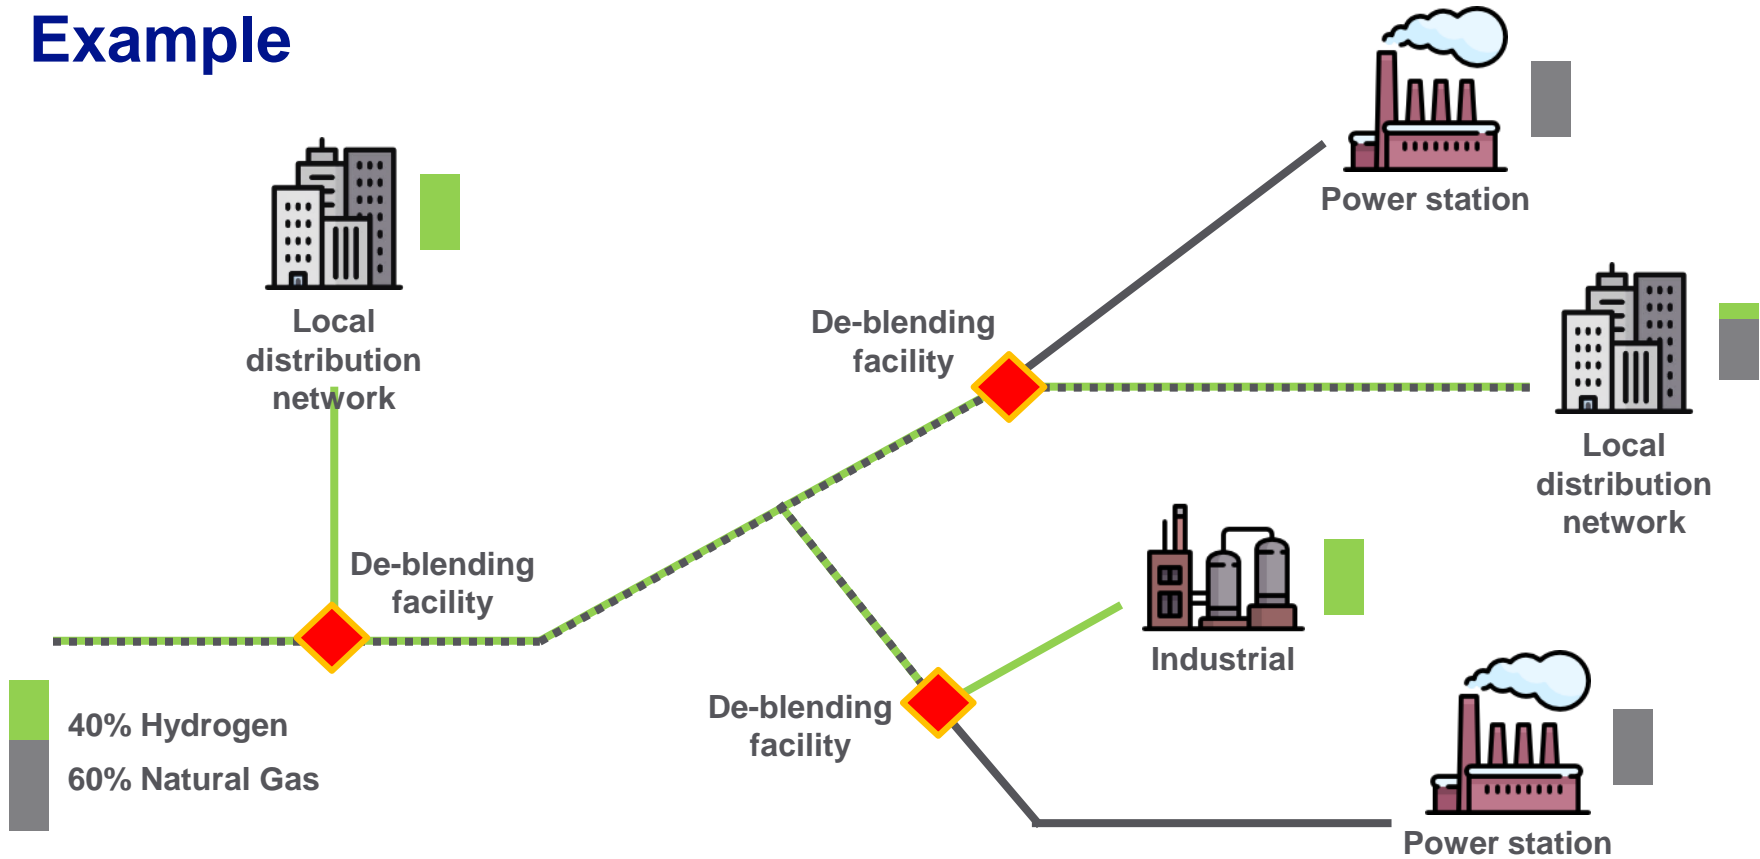 Example
Power station
Local
distribution
network
De-blending
facility
Local
distribution
network
De-blending
facility
Industrial
De-blending
facility
40% Hydrogen
60% Natural Gas
Power station